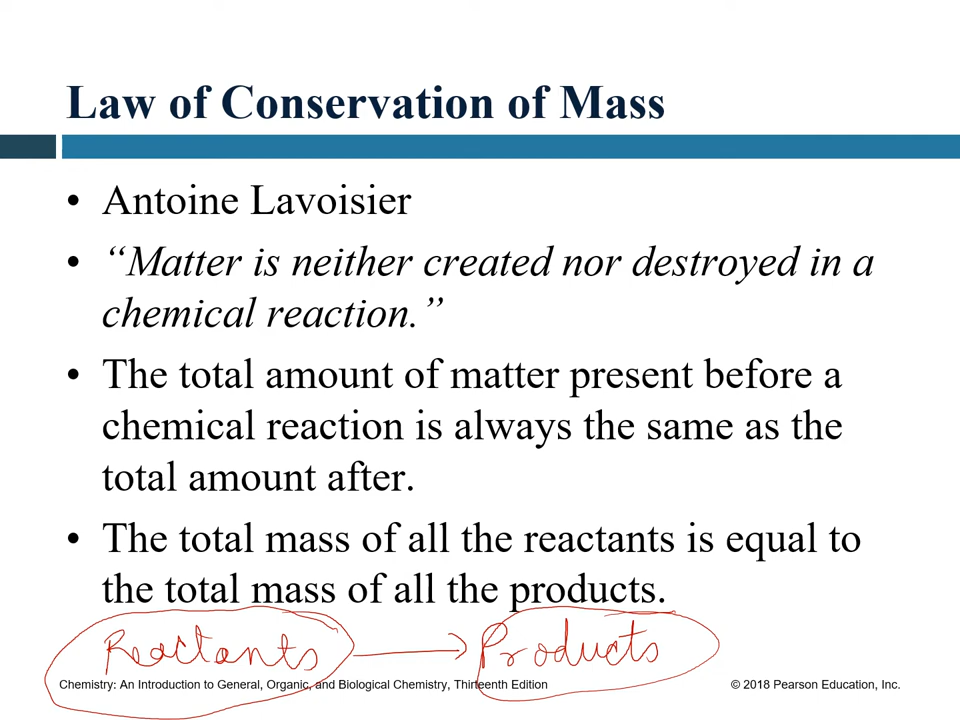 Law of Conservation of Mass
• Antoine Lavoisier
• “Matter is neither created nor destroyed in a
chemical reaction.”
• The total amount of matter present before a
chemical reaction is always the same as the
total amount after.
• The total mass of all the reactants is equal to
the total mass of all the products.
Reactants → Products
Chemistry: An Introduction to General, Organic, and Biological Chemistry, Thirteenth Edition © 2018 Pearson Education, Inc.